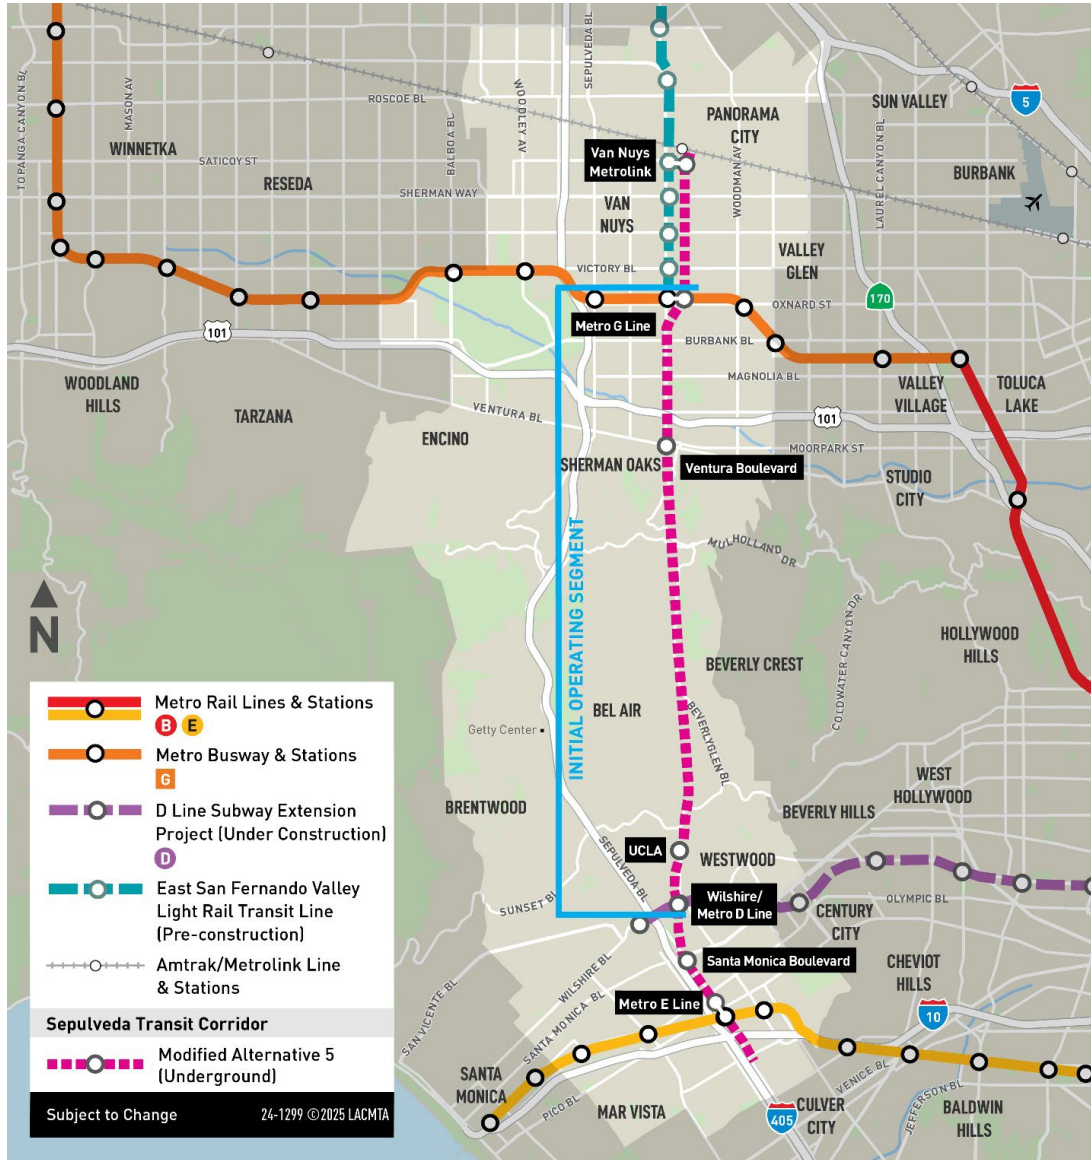 TOPANGA CANYON BL
MASON AV
WINNETKA
ROSCOE BL
SATICOY ST
RESEDA
SHERMAN WAY
BALBOA BL
WOODLEY AV
SEPULVEDA BL
PANORAMA
CITY
SUN VALLEY
5
BURBANK
LAUREL CANYON BL
WOODMAN AV
Van Nuys
Metrolink
VAN
NUYS
VICTORY BL
VALLEY
GLEN
OXNARD ST
170
Metro G Line
BURBANK BL
MAGNOLIA BL
101
WOODLAND
HILLS
TARZANA
VENTURA BL
ENCINO
SHERMAN OAKS
Ventura Boulevard
MOORPARK ST
101
VALLEY
VILLAGE
TOLUCA
LAKE
STUDIO
CITY
MULHOLLAND
DR
COLDWATER CANYON DR
HOLLYWOOD
HILLS
N
INITIAL OPERATING SEGMENT
BEVERLY CREST
BEL AIR
BEVERLYGLEN BL
Getty Center
BRENTWOOD
BEVERLY HILLS
WEST
HOLLYWOOD
UCLA
WESTWOOD
SEPULVEDA BL
SUNSET BL
Wilshire/
Metro D Line
CENTURY
CITY
OLYMPIC BL
Santa Monica Boulevard
CHEVIOT
HILLS
WILSHIRE BL
SAN VICENTE BL
SANTA MONICA BL
Metro E Line
10
SANTA
MONICA
PICO BL
MAR VISTA
VENICE BL
CULVER
CITY
405
JEFFERSON BL
BALDWIN
HILLS
Metro Rail Lines & Stations
B E
Metro Busway & Stations
G
D Line Subway Extension
Project (Under Construction)
D
East San Fernando Valley
Light Rail Transit Line
(Pre-construction)
Amtrak/Metrolink Line
& Stations
Sepulveda Transit Corridor
Modified Alternative 5
(Underground)
Subject to Change 24-1299 ©2025 LACMTA